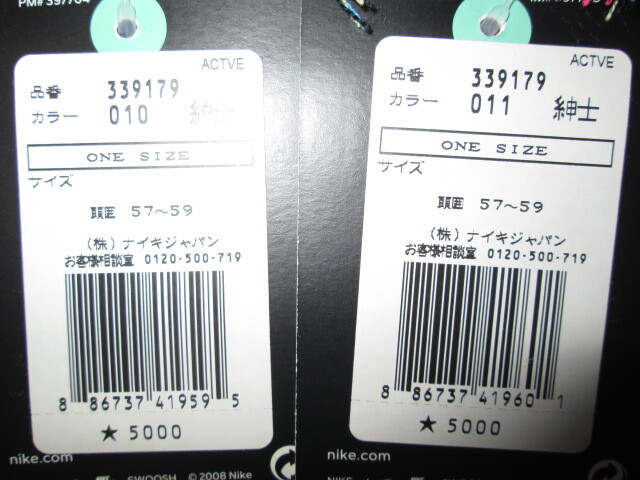 PM# 397704
ACTVE
品番 339179
カラー 010 紳士
ONE SIZE
サイズ
頭囲 57～59
(株)ナイキジャパン
お客様相談室 0120-500-719
8 86737 41959 5
★ 5000
nike.com
SWOOSH © 2008 Nike
ACTVE
品番 339179
カラー 011 紳士
ONE SIZE
サイズ
頭囲 57～59
(株)ナイキジャパン
お客様相談室 0120-500-719
8 86737 41960 1
★ 5000
nike.com